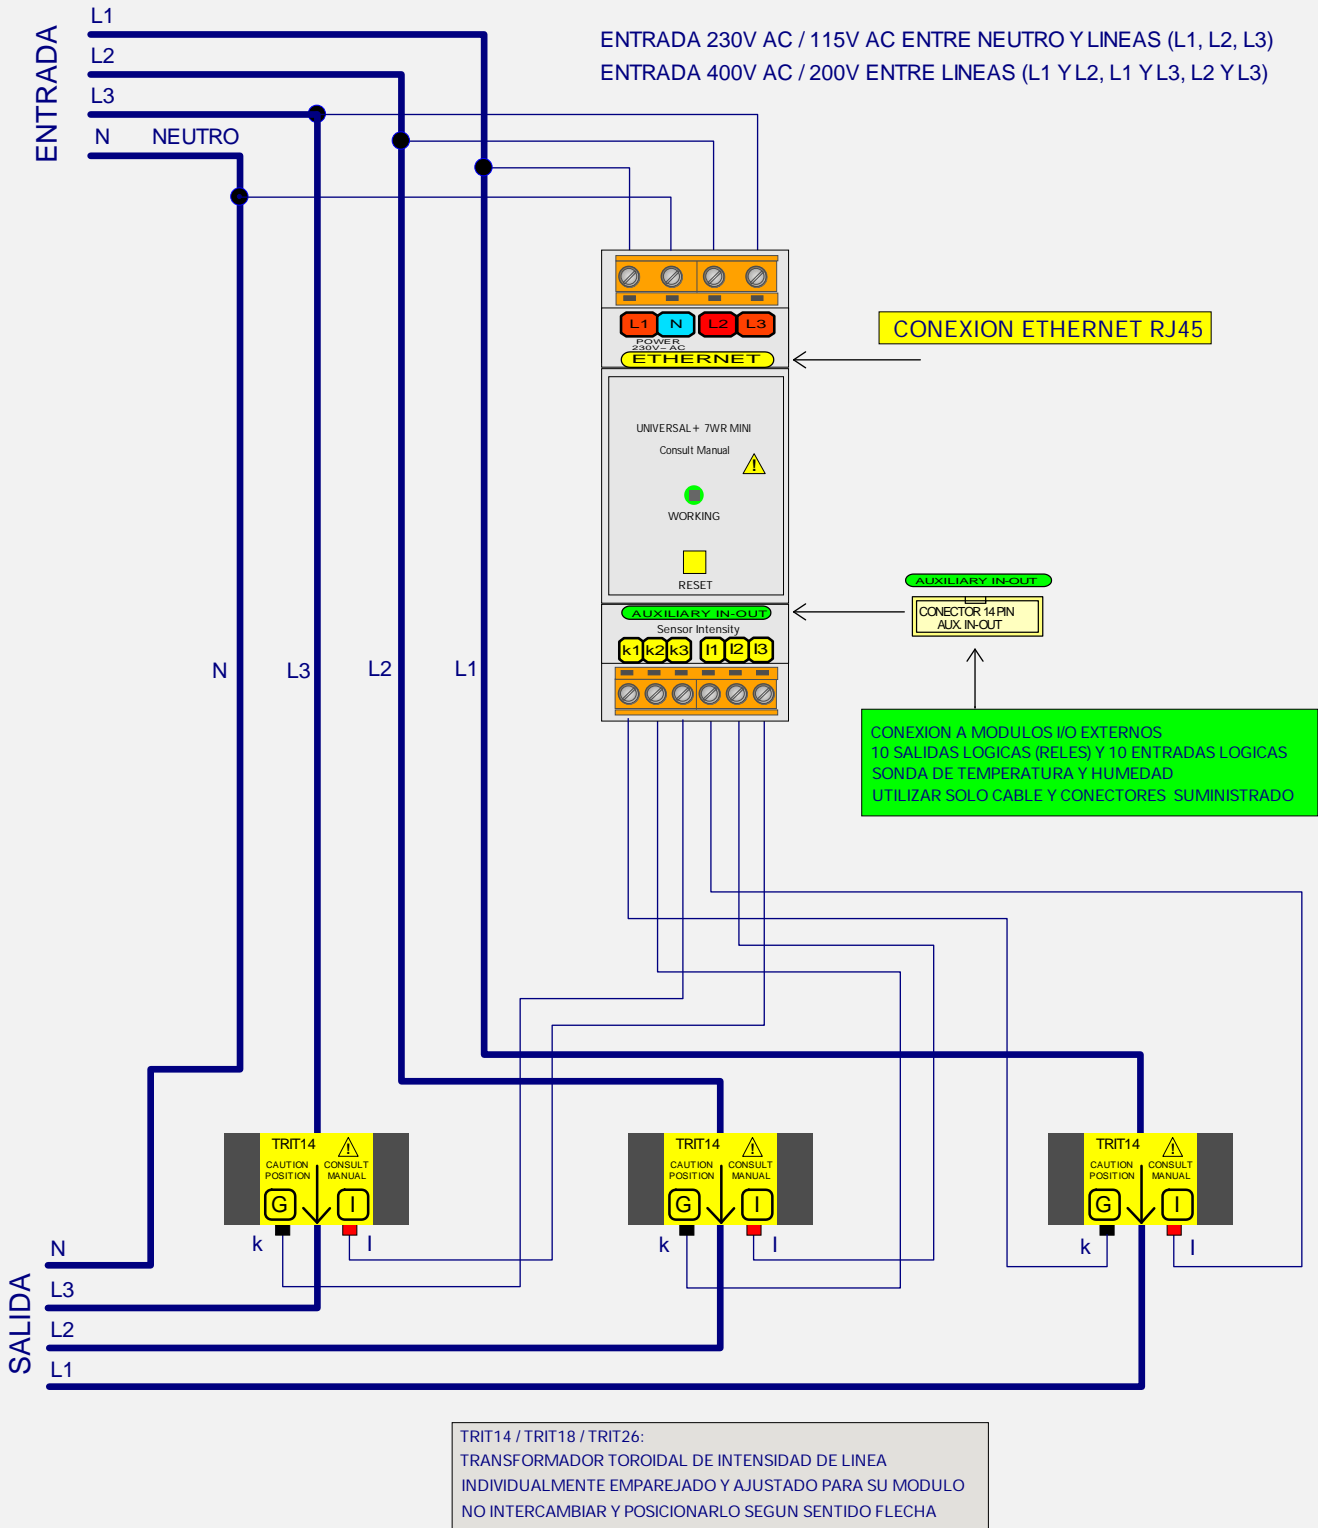 ENTRADA
L1
L2
L3
N NEUTRO
ENTRADA 230V AC / 115V AC ENTRE NEUTRO Y LINEAS (L1, L2, L3)
ENTRADA 400V AC / 200V ENTRE LINEAS (L1 Y L2, L1 Y L3, L2 Y L3)
L1 N L2 L3
POWER
230V~ AC
ETHERNET
CONEXION ETHERNET RJ45
UNIVERSAL+ 7WR MINI
Consult Manual
!
WORKING
RESET
AUXILIARY IN-OUT
Sensor Intensity
k1 k2 k3 l1 l2 l3
AUXILIARY IN-OUT
CONECTOR 14 PIN
AUX. IN-OUT
CONEXION A MODULOS I/O EXTERNOS
10 SALIDAS LOGICAS (RELES) Y 10 ENTRADAS LOGICAS
SONDA DE TEMPERATURA Y HUMEDAD
UTILIZAR SOLO CABLE Y CONECTORES SUMINISTRADO
N L3 L2 L1
TRIT14 !
CAUTION CONSULT
POSITION MANUAL
G I
k l
TRIT14 !
CAUTION CONSULT
POSITION MANUAL
G I
k l
TRIT14 !
CAUTION CONSULT
POSITION MANUAL
G I
k l
SALIDA
N
L3
L2
L1
TRIT14 / TRIT18 / TRIT26:
TRANSFORMADOR TOROIDAL DE INTENSIDAD DE LINEA
INDIVIDUALMENTE EMPAREJADO Y AJUSTADO PARA SU MODULO
NO INTERCAMBIAR Y POSICIONARLO SEGUN SENTIDO FLECHA